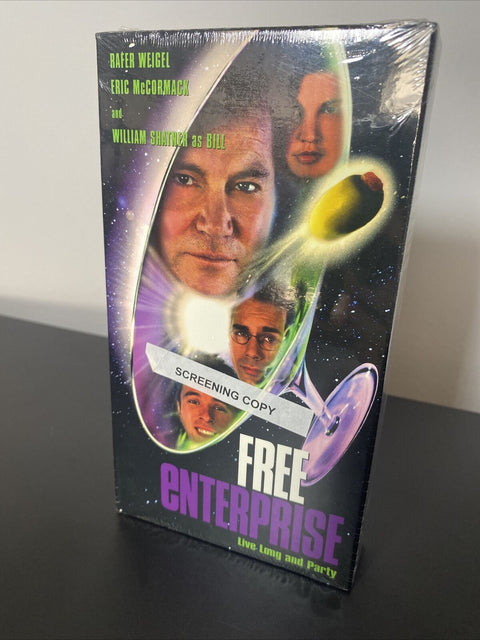 RAFER WEIGEL
ERIC McCORMACK
and
WILLIAM SHATNER as BILL
SCREENING COPY
FREE
ENTERPRISE
Live Long and Party